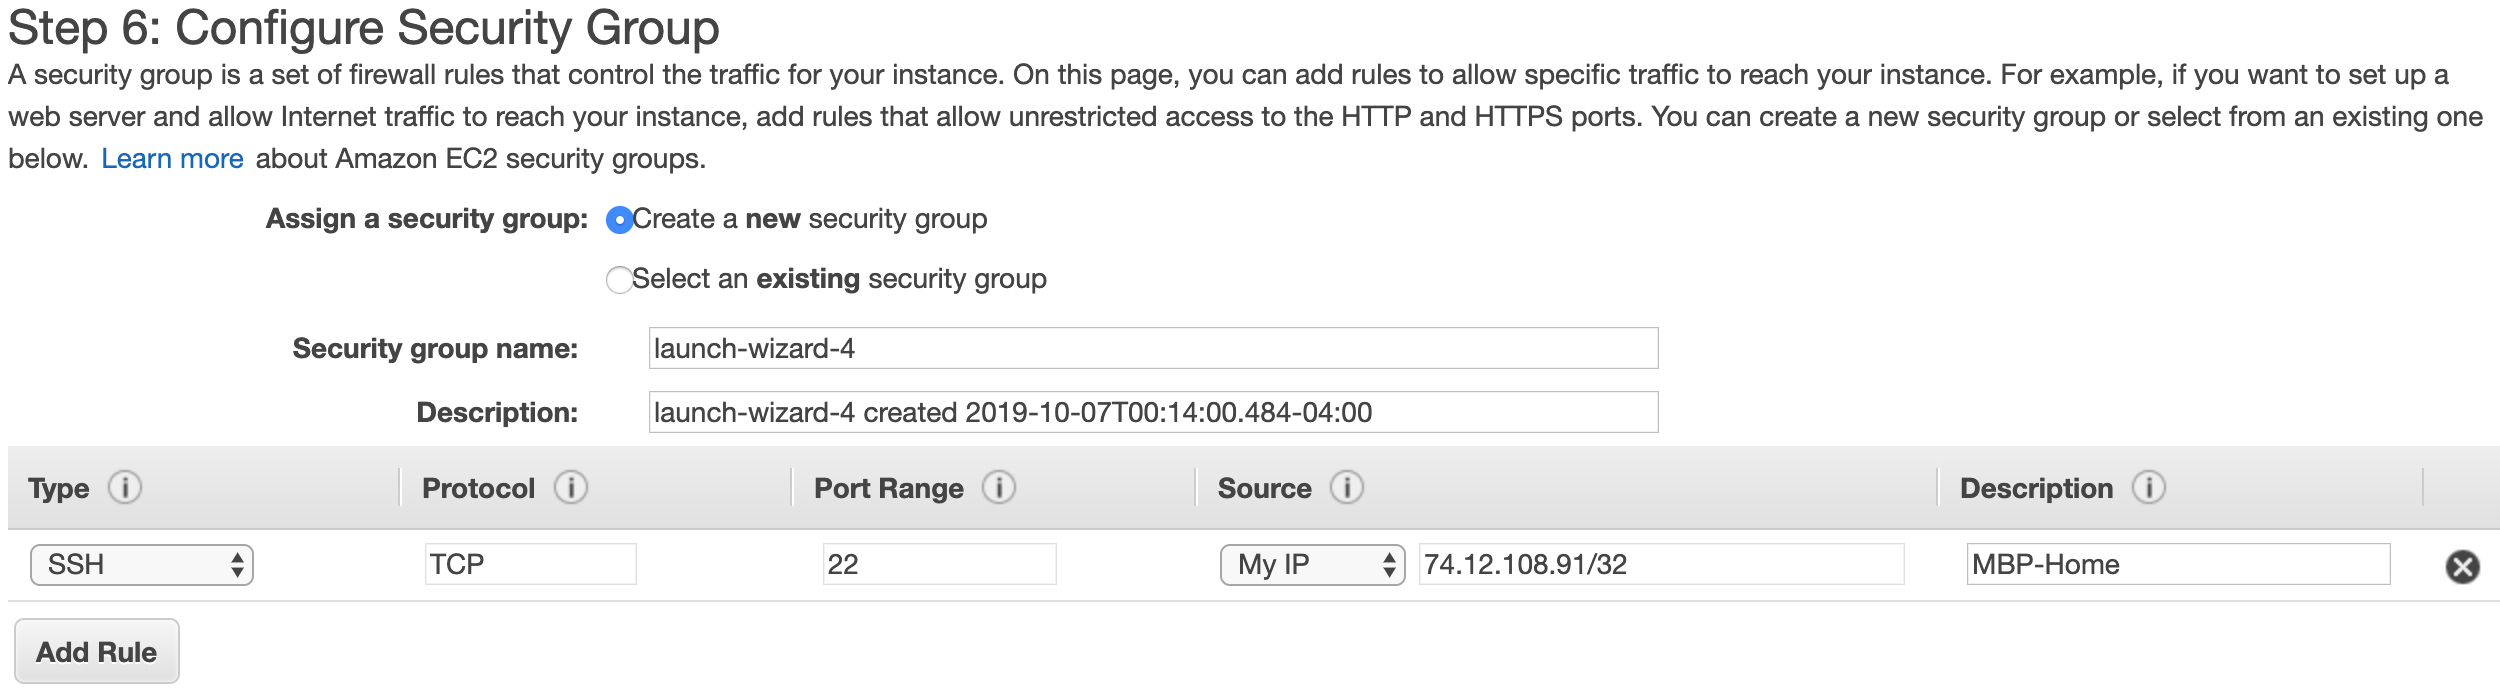 Step 6: Configure Security Group
A security group is a set of firewall rules that control the traffic for your instance. On this page, you can add rules to allow specific traffic to reach your instance. For example, if you want to set up a
web server and allow Internet traffic to reach your instance, add rules that allow unrestricted access to the HTTP and HTTPS ports. You can create a new security group or select from an existing one
below. Learn more about Amazon EC2 security groups.
Assign a security group: Create a new security group
Select an existing security group
Security group name: launch-wizard-4
Description: launch-wizard-4 created 2019-10-07T00:14:00.484-04:00
Type Protocol Port Range Source Description
SSH TCP 22 My IP 74.12.108.91/32 MBP-Home
Add Rule